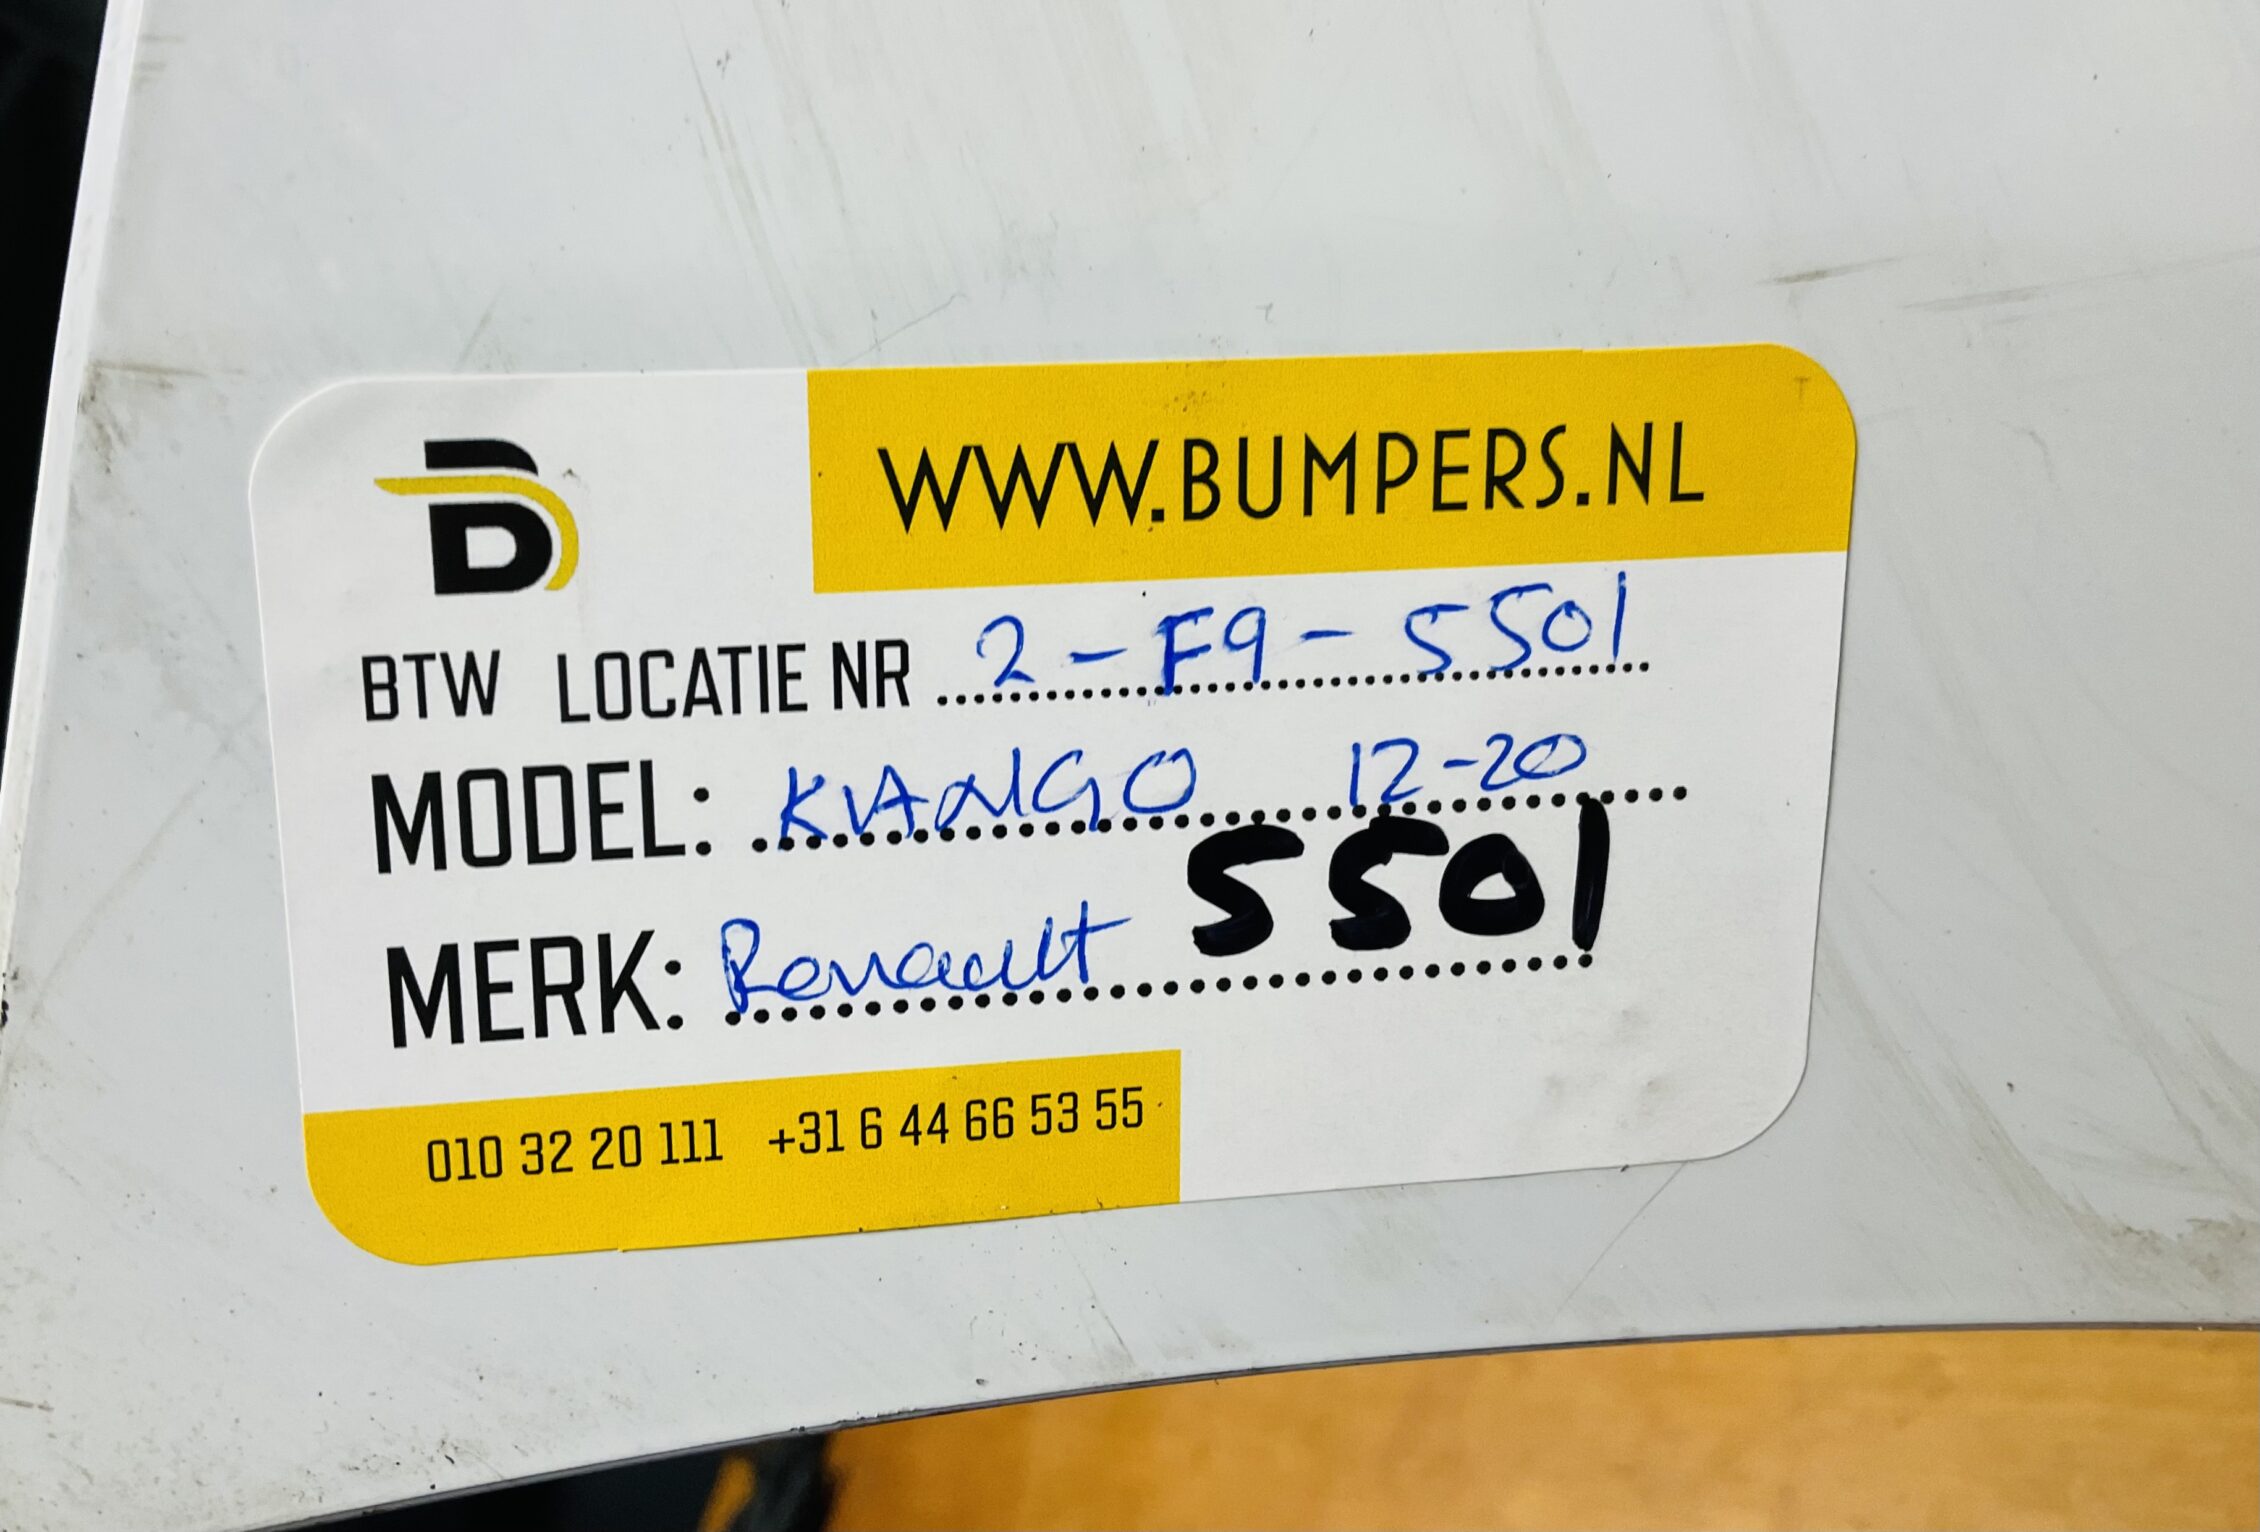 B
WWW.BUMPERS.NL
BTW LOCATIE NR 2-F9-5501
MODEL: KIANGO 12-20
MERK: Renault 5501
010 32 20 111 +31 6 44 66 53 55